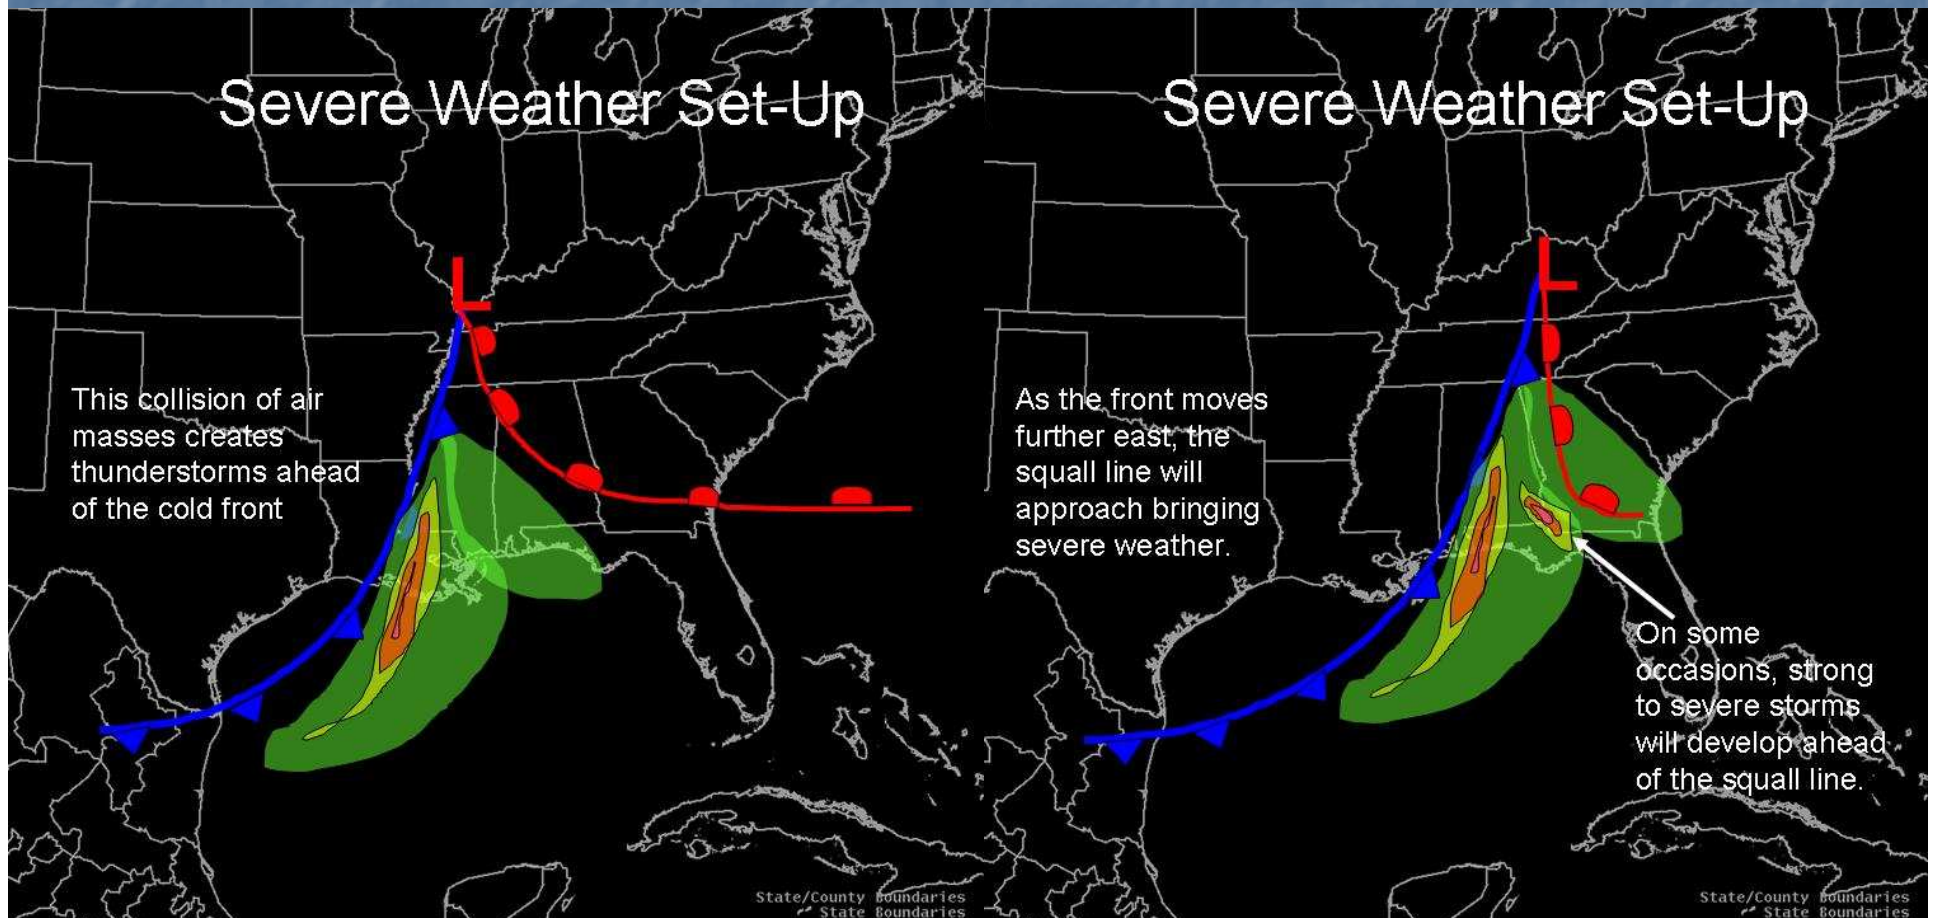 Severe Weather Set-Up
L
This collision of air
masses creates
thunderstorms ahead
of the cold front
State/County Boundaries
State Boundaries
Severe Weather Set-Up
L
As the front moves
further east, the
squall line will
approach bringing
severe weather.
On some
occasions, strong
to severe storms
will develop ahead
of the squall line.
State/County Boundaries
State Boundaries